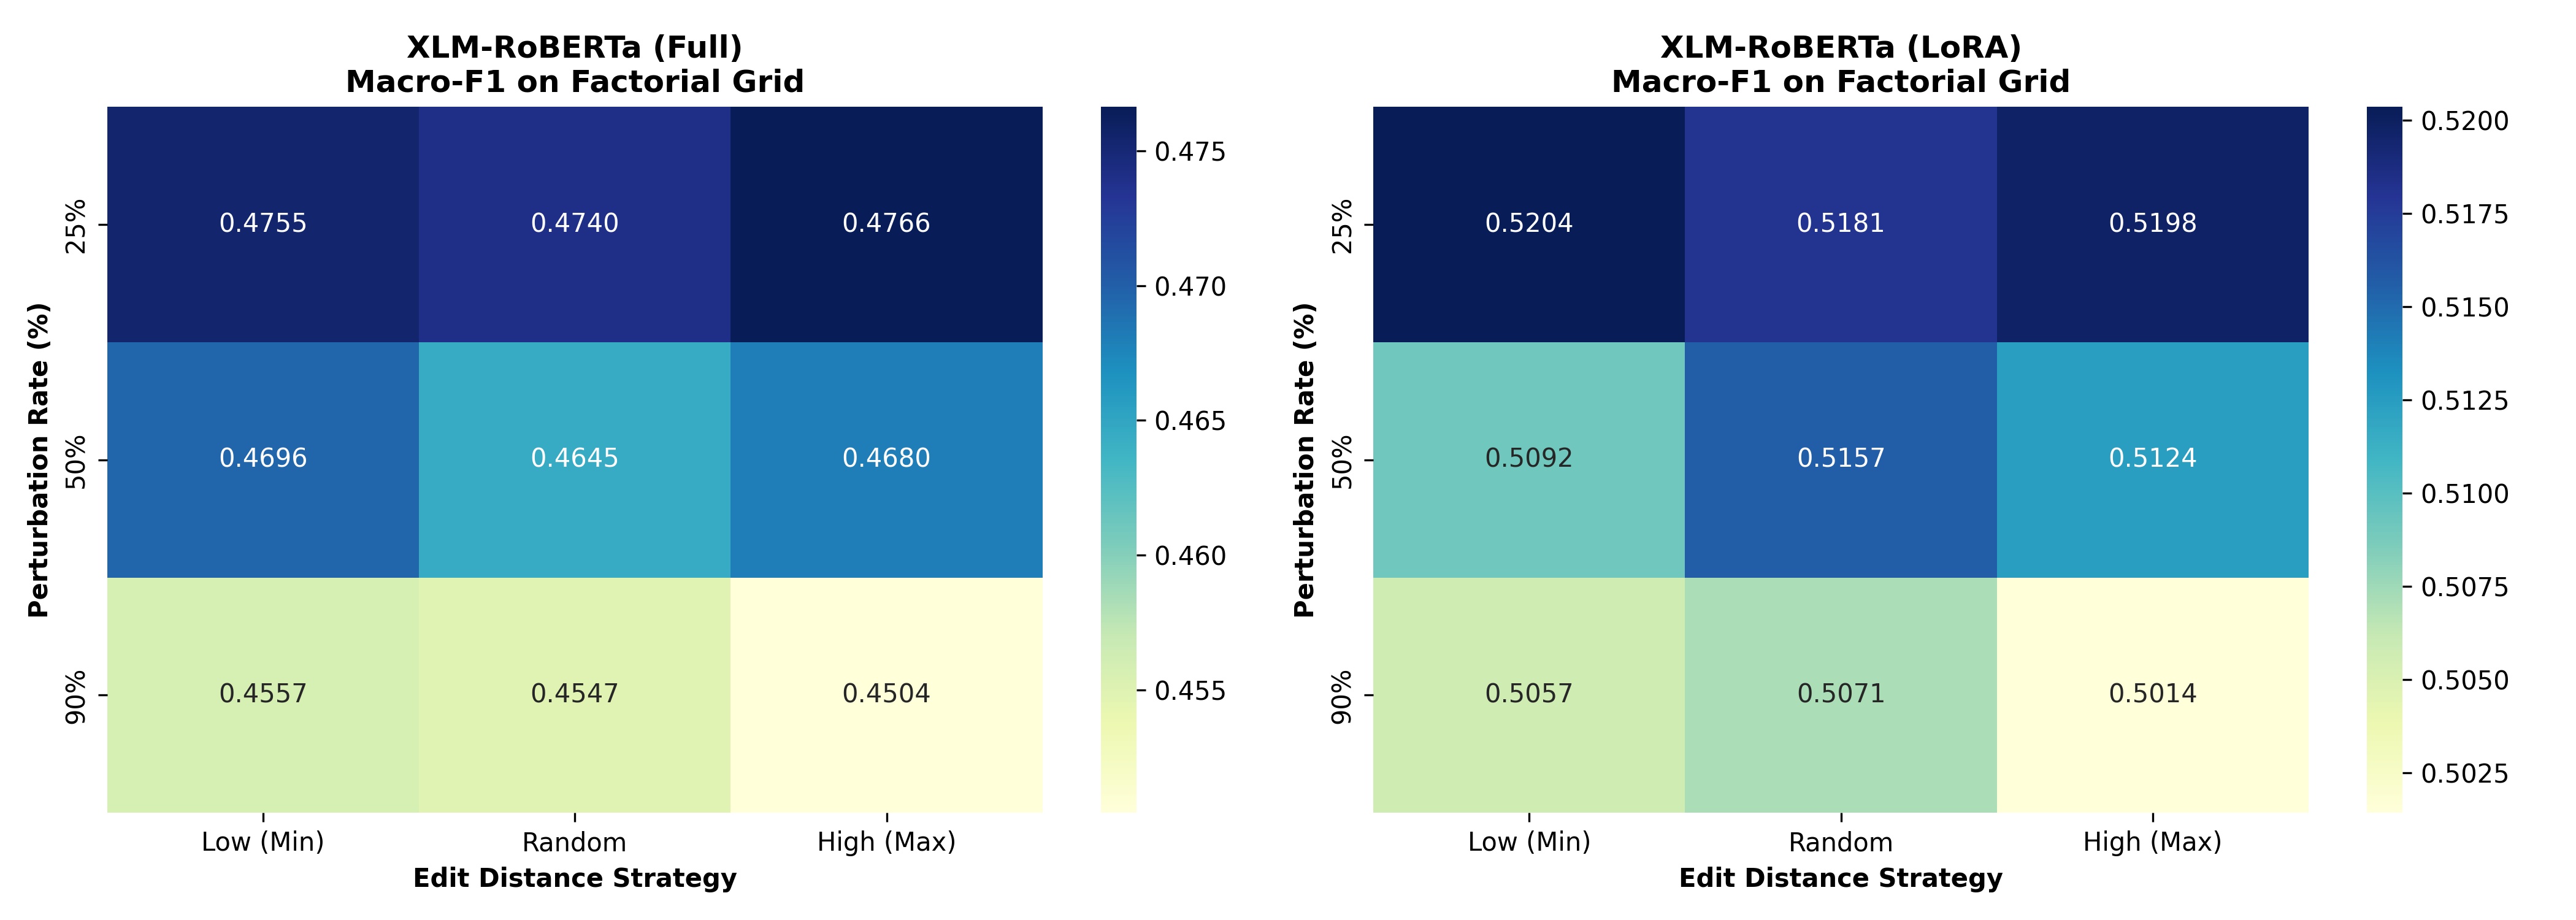 XLM-RoBERTa (Full)
Macro-F1 on Factorial Grid
Perturbation Rate (%)
25%
0.4755 0.4740 0.4766
50%
0.4696 0.4645 0.4680
90%
0.4557 0.4547 0.4504
Low (Min) Random High (Max)
Edit Distance Strategy
0.475
0.470
0.465
0.460
0.455
XLM-RoBERTa (LoRA)
Macro-F1 on Factorial Grid
Perturbation Rate (%)
25%
0.5204 0.5181 0.5198
50%
0.5092 0.5157 0.5124
90%
0.5057 0.5071 0.5014
Low (Min) Random High (Max)
Edit Distance Strategy
0.5200
0.5175
0.5150
0.5125
0.5100
0.5075
0.5050
0.5025